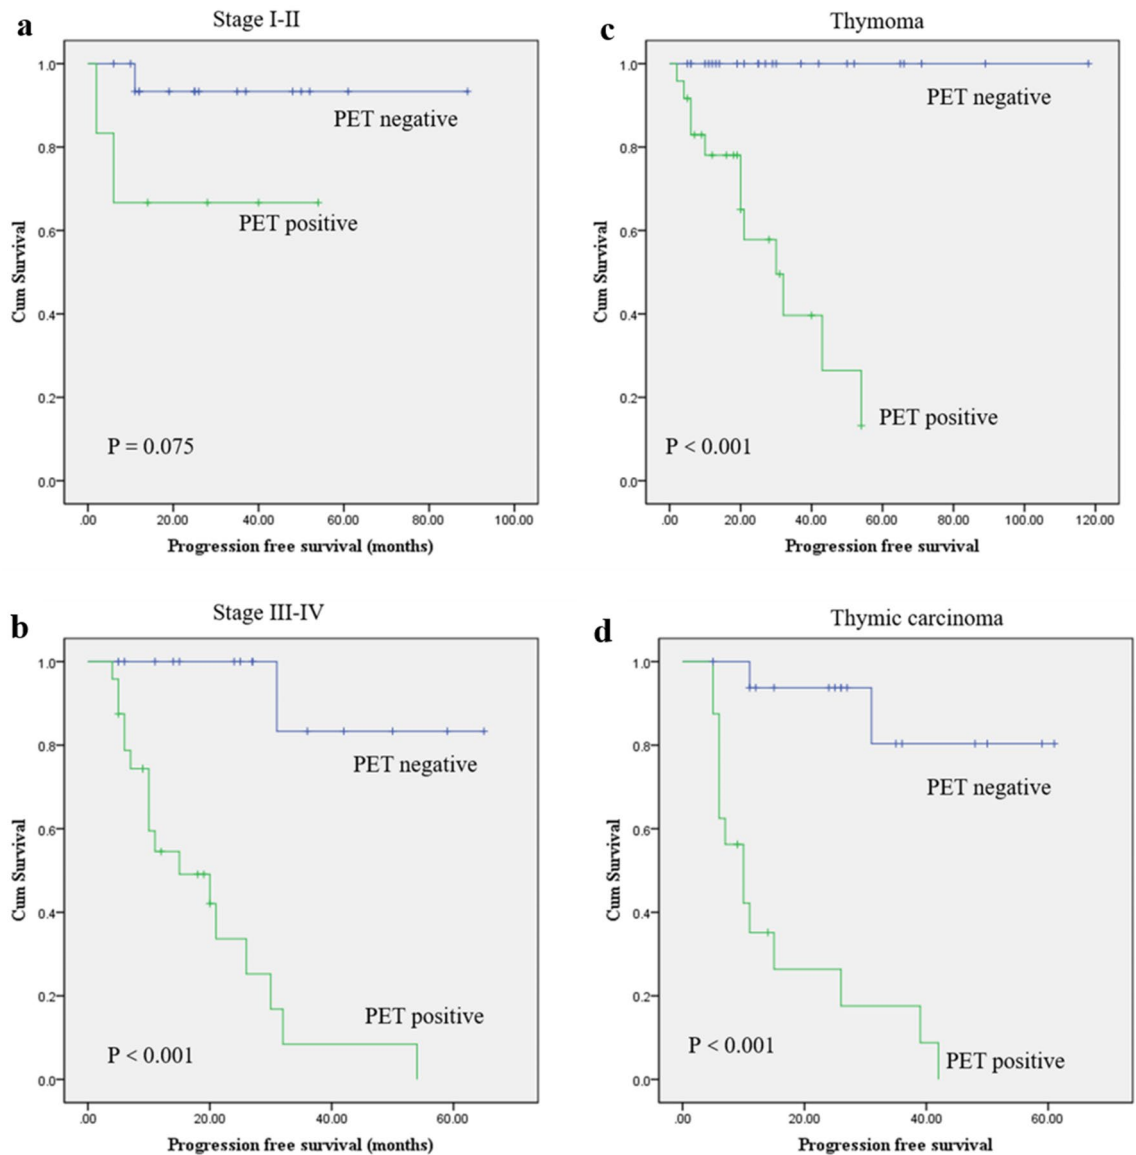 a
Stage I-II
1.0
0.8
0.6
0.4
0.2
0.0
Cum Survival
PET negative
PET positive
P = 0.075
.00 20.00 40.00 60.00 80.00 100.00
Progression free survival (months)
c
Thymoma
1.0
0.8
0.6
0.4
0.2
0.0
Cum Survival
PET negative
PET positive
P < 0.001
.00 20.00 40.00 60.00 80.00 100.00 120.00
Progression free survival
b
Stage III-IV
1.0
0.8
0.6
0.4
0.2
0.0
Cum Survival
PET negative
PET positive
P < 0.001
.00 20.00 40.00 60.00
Progression free survival (months)
d
Thymic carcinoma
1.0
0.8
0.6
0.4
0.2
0.0
Cum Survival
PET negative
P < 0.001
PET positive
.00 20.00 40.00 60.00
Progression free survival